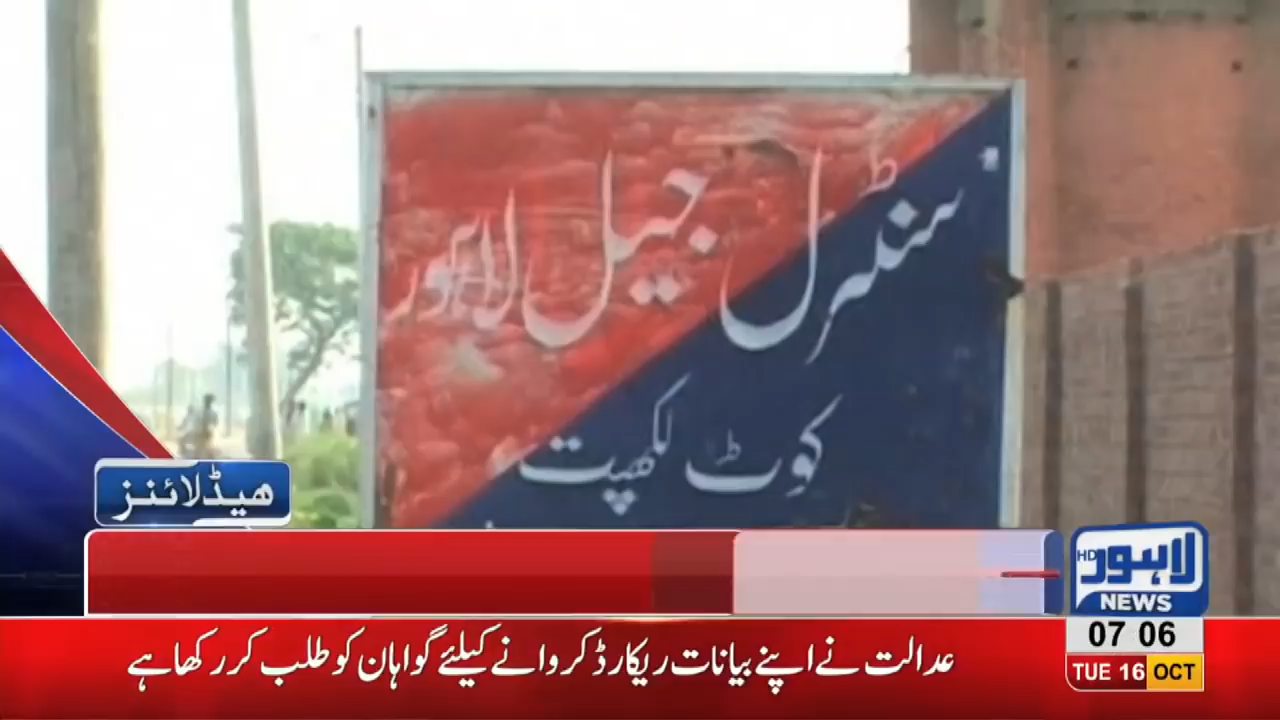 سنٹرل جیل لاہور
کوٹ لکھپت
ھیڈلائنز
HD لاہور
NEWS
07 06
TUE 16 OCT
عدالت نے اپنے بیانات ریکارڈ کروانے کیلئے گواہان کو طلب کر رکھا ہے